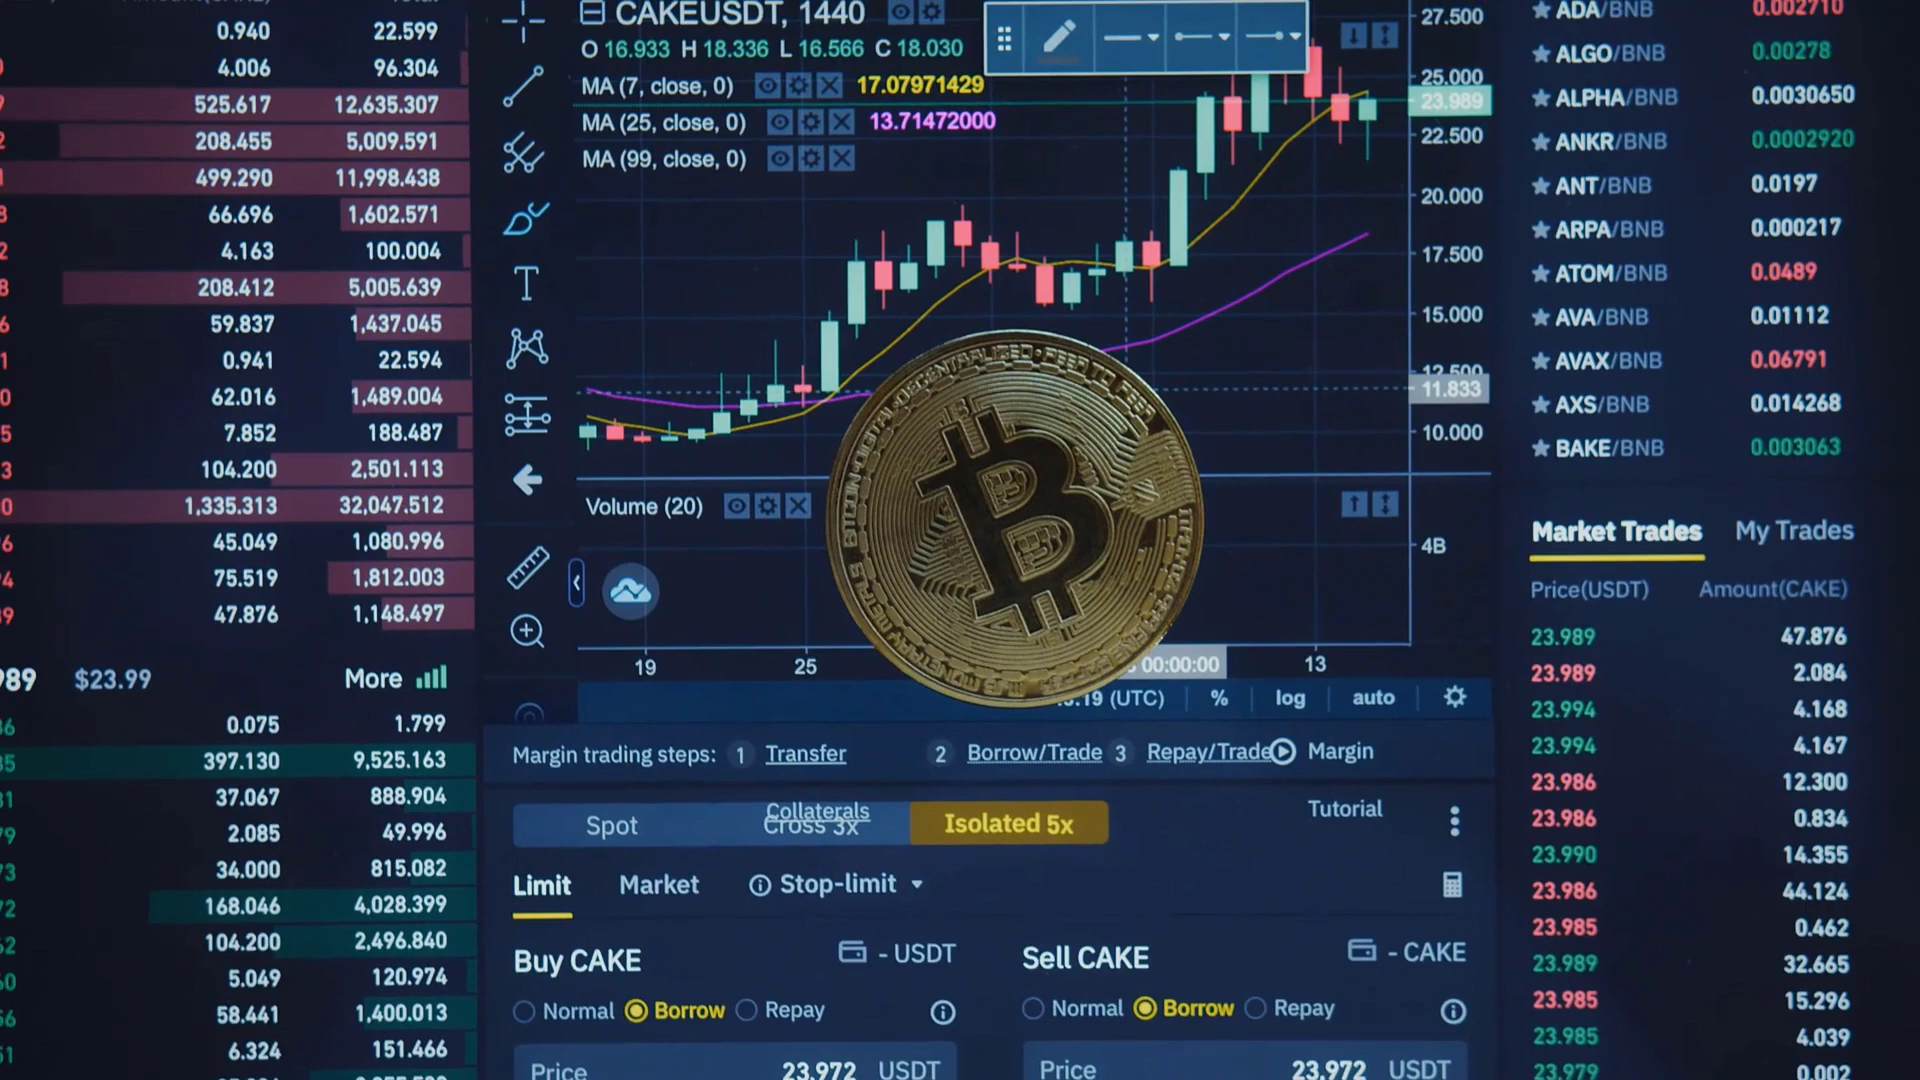 0.940 22.599
4.006 96.304
525.617 12,635.307
208.455 5,009.591
499.290 11,998.438
66.696 1,602.571
4.163 100.004
208.412 5,005.639
59.837 1,437.045
0.941 22.594
62.016 1,489.004
7.852 188.487
104.200 2,501.113
1,335.313 32,047.512
45.049 1,080.996
75.519 1,812.003
47.876 1,148.497
$23.99 More
0.075 1.799
397.130 9,525.163
37.067 888.904
2.085 49.996
34.000 815.082
168.046 4,028.399
104.200 2,496.840
5.049 120.974
58.441 1,400.013
6.324 151.466
CAKEUSDT, 1440
O 16.933 H 18.336 L 16.566 C 18.030
MA (7, close, 0) 17.07971429
MA (25, close, 0) 13.71472000
MA (99, close, 0)
27.500
25.000
23.989
22.500
20.000
17.500
15.000
12.500
11.833
10.000
Volume (20)
4B
19 25 00:00:00 13
(UTC) % log auto
DECENTRALIZED • PEER TO PEER
BITCOIN
DIGITAL
B
Margin trading steps: 1 Transfer 2 Borrow/Trade 3 Repay/Trade Margin
Collaterals Tutorial
Spot Cross 3x Isolated 5x
Limit Market Stop-limit
Buy CAKE - USDT
Normal Borrow Repay
Price 23.972 USDT
Sell CAKE - CAKE
Normal Borrow Repay
Price 23.972 USDT
ADA/BNB 0.002710
ALGO/BNB 0.00278
ALPHA/BNB 0.0030650
ANKR/BNB 0.0002920
ANT/BNB 0.0197
ARPA/BNB 0.000217
ATOM/BNB 0.0489
AVA/BNB 0.01112
AVAX/BNB 0.06791
AXS/BNB 0.014268
BAKE/BNB 0.003063
Market Trades My Trades
Price(USDT) Amount(CAKE)
23.989 47.876
23.989 2.084
23.994 4.168
23.994 4.167
23.986 12.300
23.986 0.834
23.990 14.355
23.986 44.124
23.985 0.462
23.989 32.665
23.985 15.296
23.985 4.039
23.979 0.002